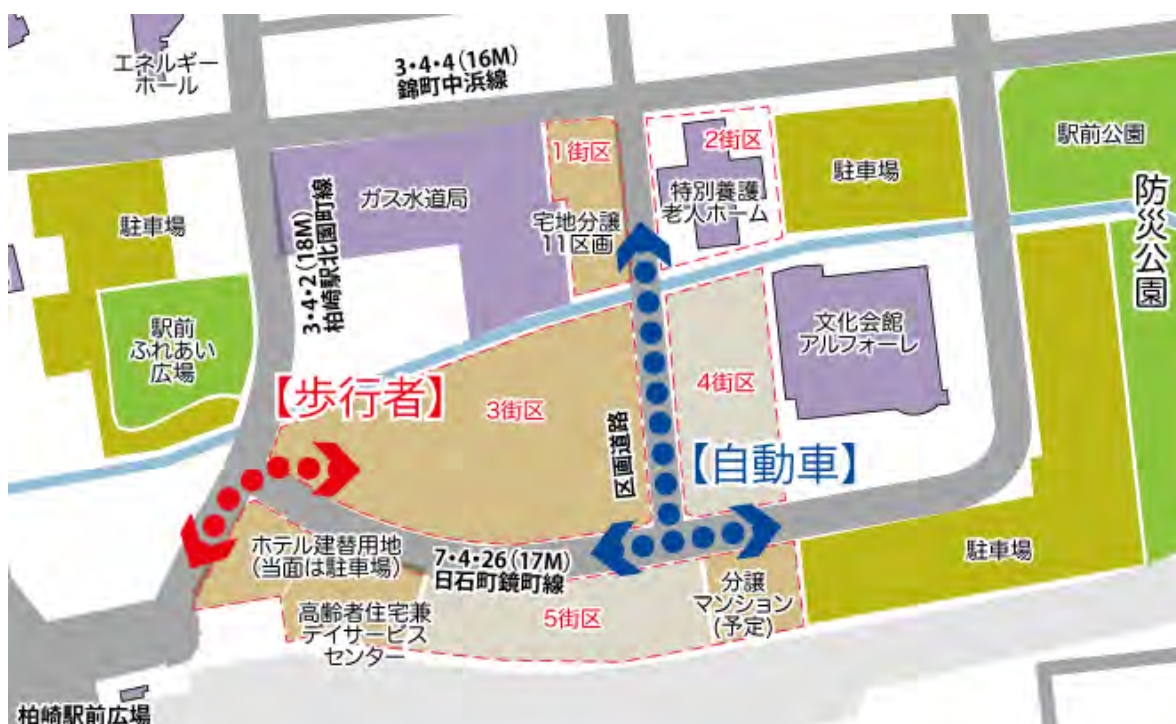 エネルギー
ホール
3・4・4(16M)
錦町中浜線
1街区
2街区
駐車場
駅前公園
ガス水道局
特別養護
老人ホーム
宅地分譲
11区画
防災公園
駐車場
3・4・2(18M)
柏崎駅北園町線
駅前
ふれあい
広場
文化会館
アルフォーレ
【歩行者】
3街区
4街区
区画道路
【自動車】
ホテル建替用地
(当面は駐車場)
7・4・26(17M)
日石町鏡町線
駐車場
分譲
マンション
(予定)
高齢者住宅兼
デイサービス
センター
5街区
柏崎駅前広場